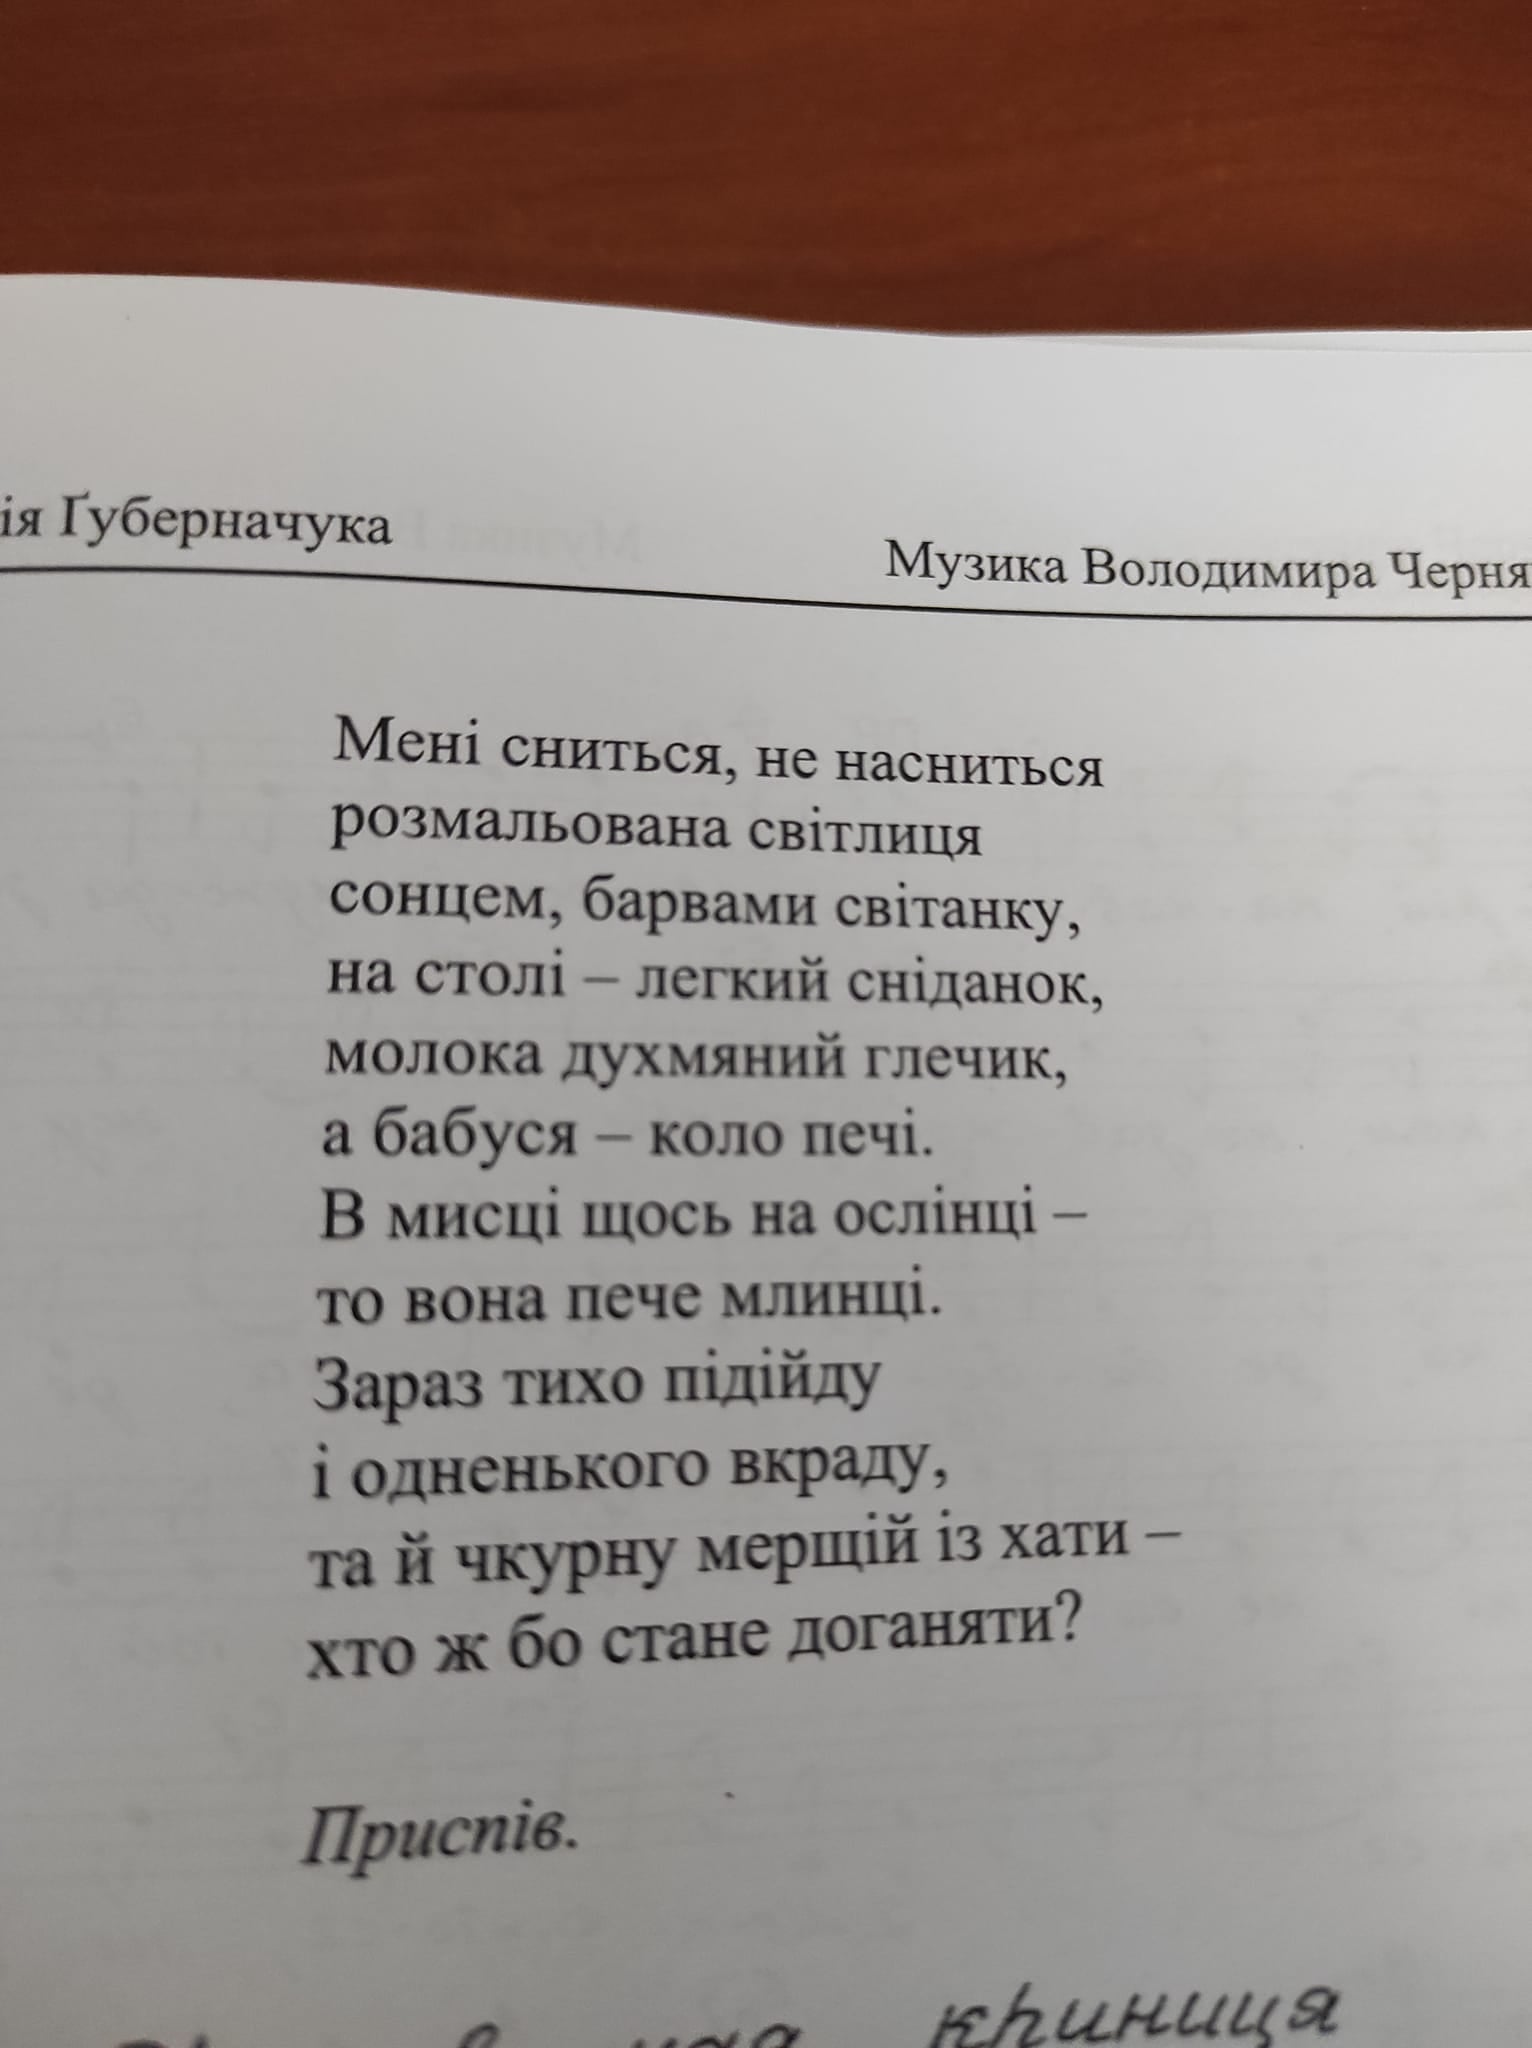 ія Ґуберначука
Музика Володимира Черня
Мені сниться, не насниться
розмальована світлиця
сонцем, барвами світанку,
на столі – легкий сніданок,
молока духмяний глечик,
а бабуся – коло печі.
В мисці щось на ослінці –
то вона пече млинці.
Зараз тихо підійду
і одненького вкраду,
та й чкурну мерщій із хати –
хто ж бо стане доганяти?
Приспів.
криниця